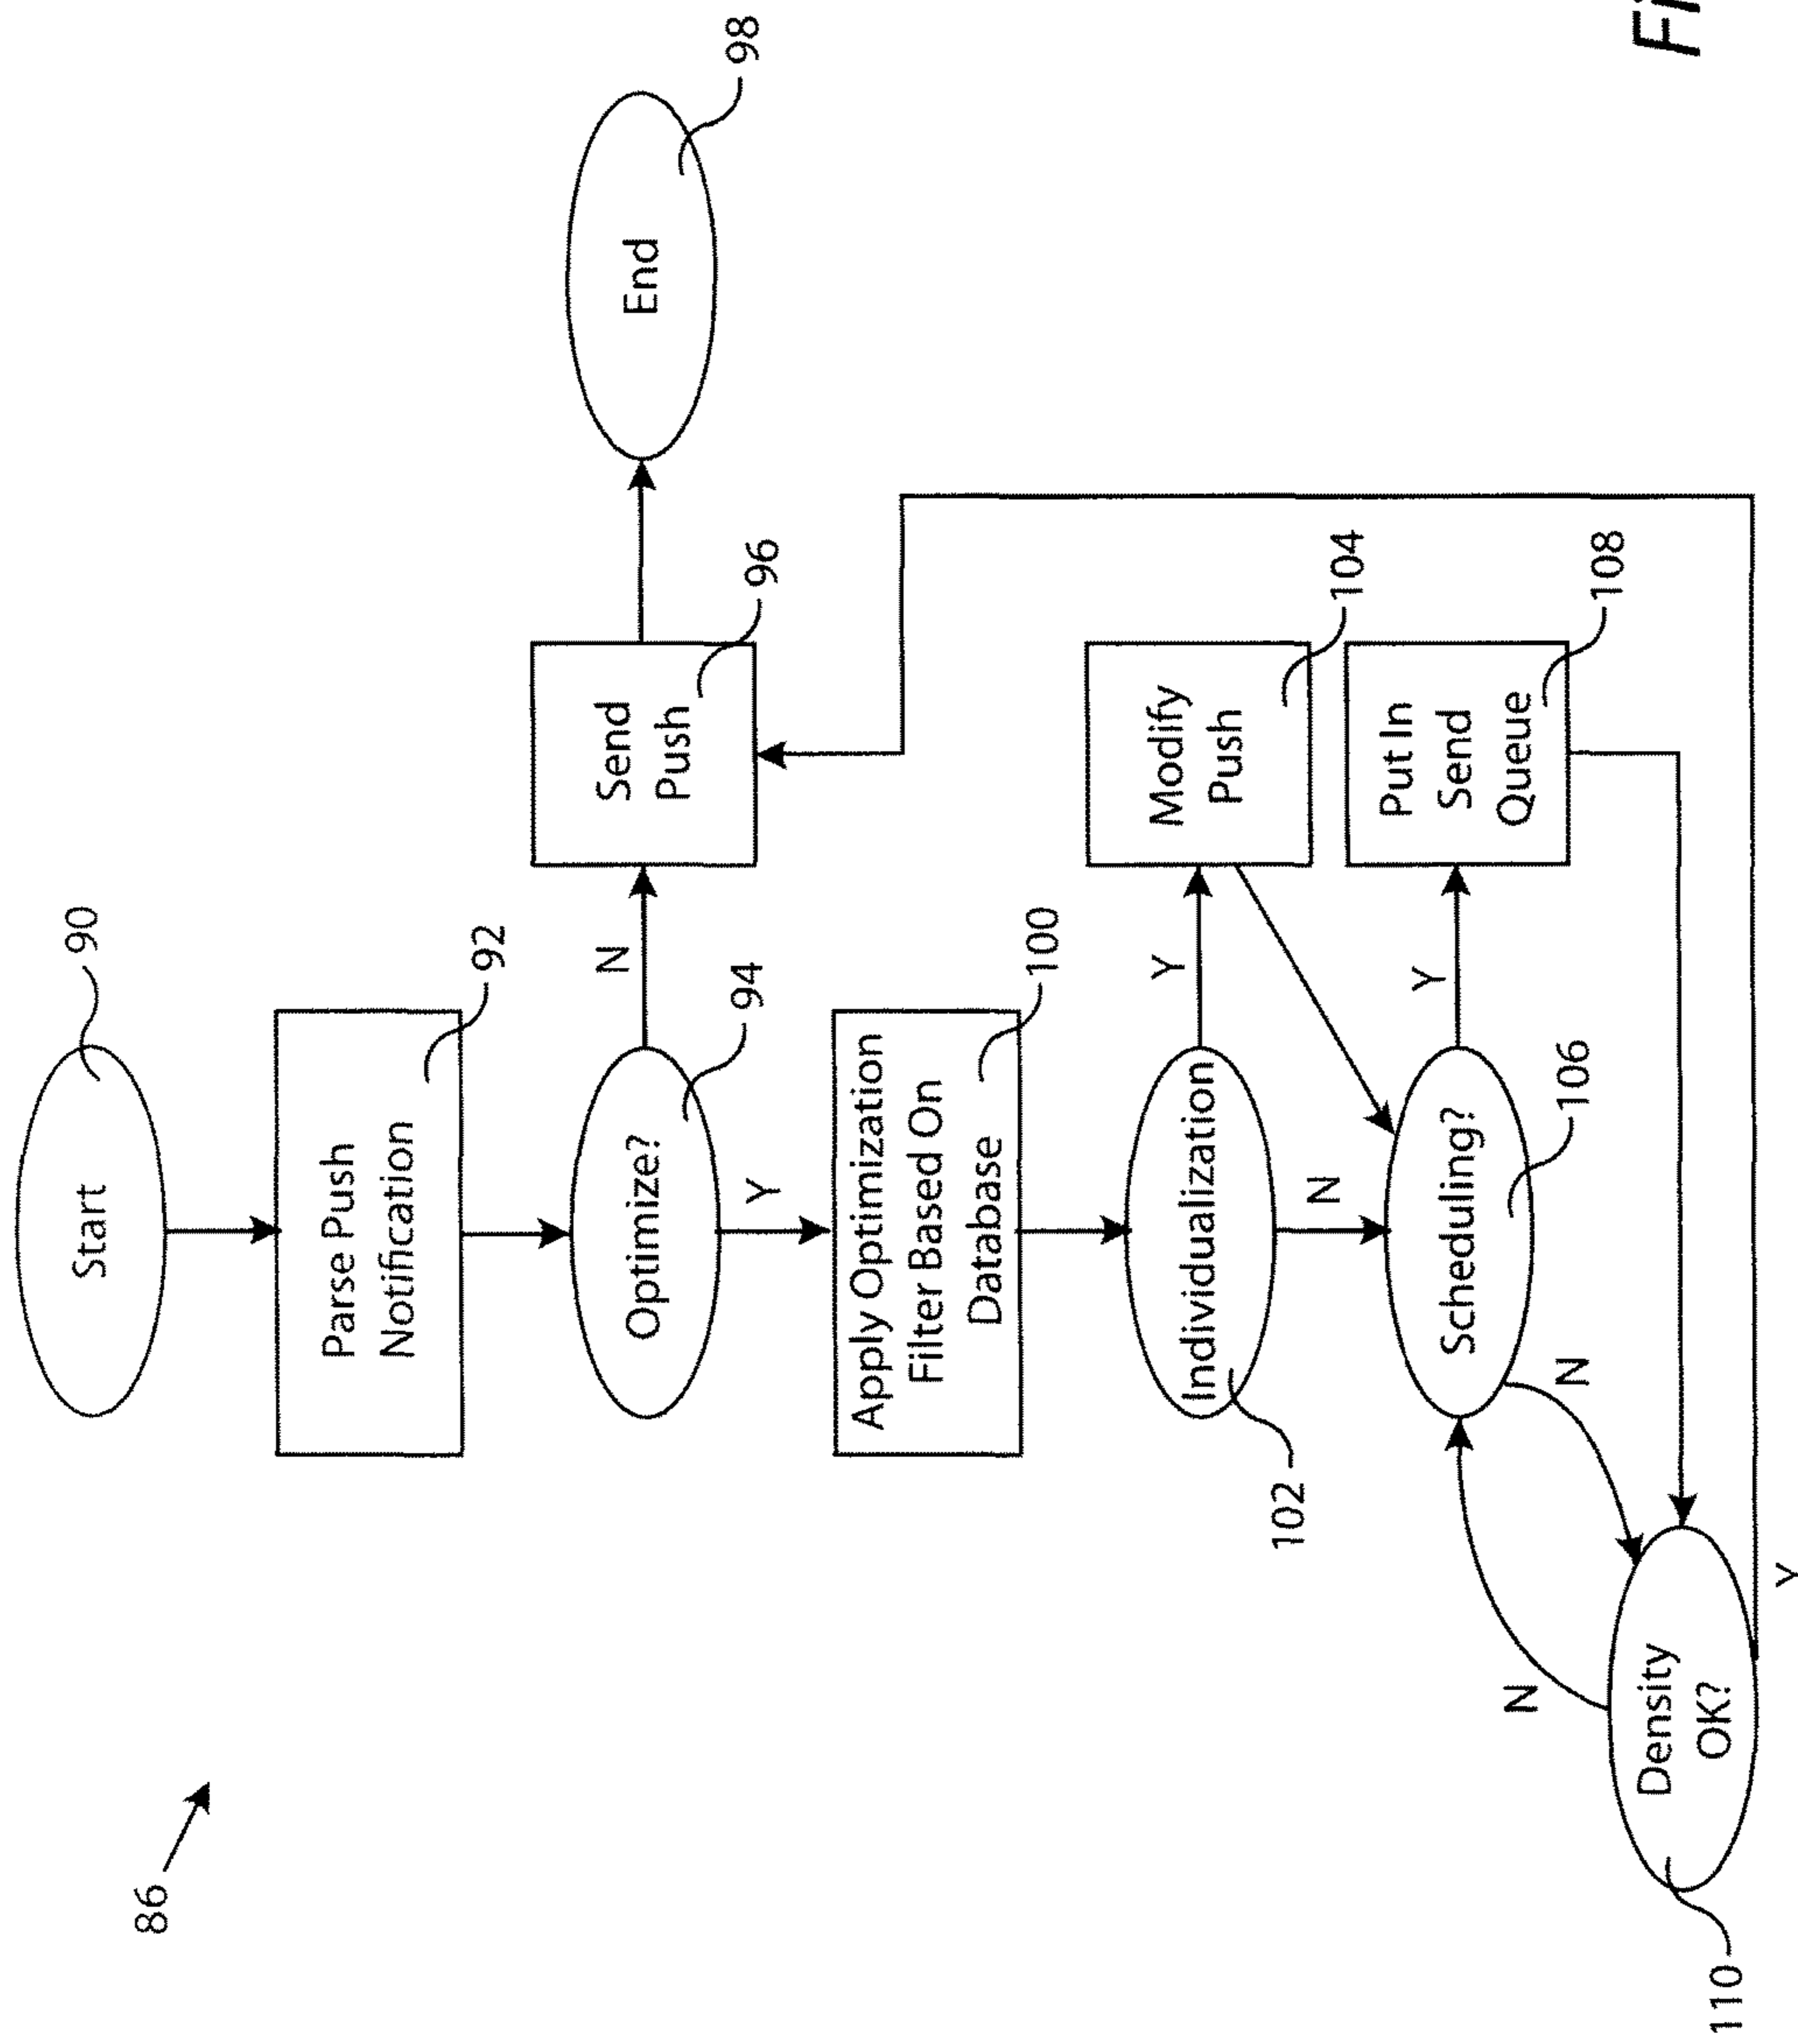 86
Start
90
Parse Push
Notification
92
Optimize?
94
N
Send
Push
96
End
98
Y
Apply Optimization
Filter Based On
Database
100
Individualization
102
Y
Modify
Push
104
N
Scheduling?
106
Y
Put In
Send
Queue
108
N
N
Density
OK?
110
Y